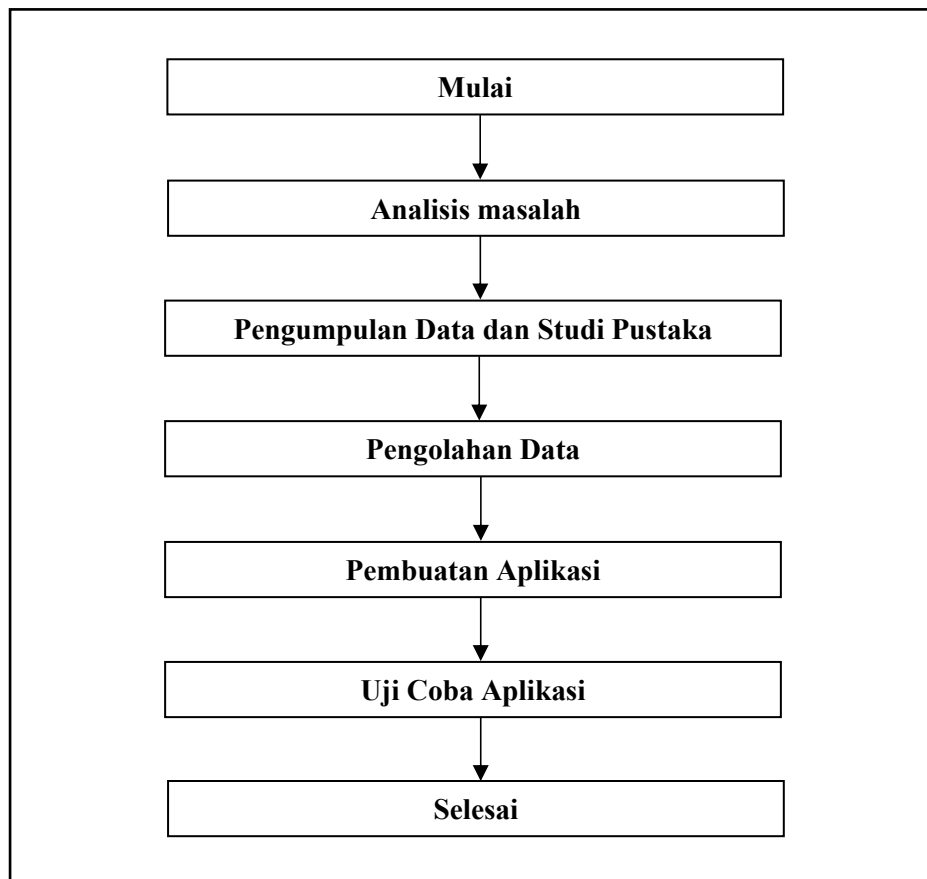 Mulai
Analisis masalah
Pengumpulan Data dan Studi Pustaka
Pengolahan Data
Pembuatan Aplikasi
Uji Coba Aplikasi
Selesai